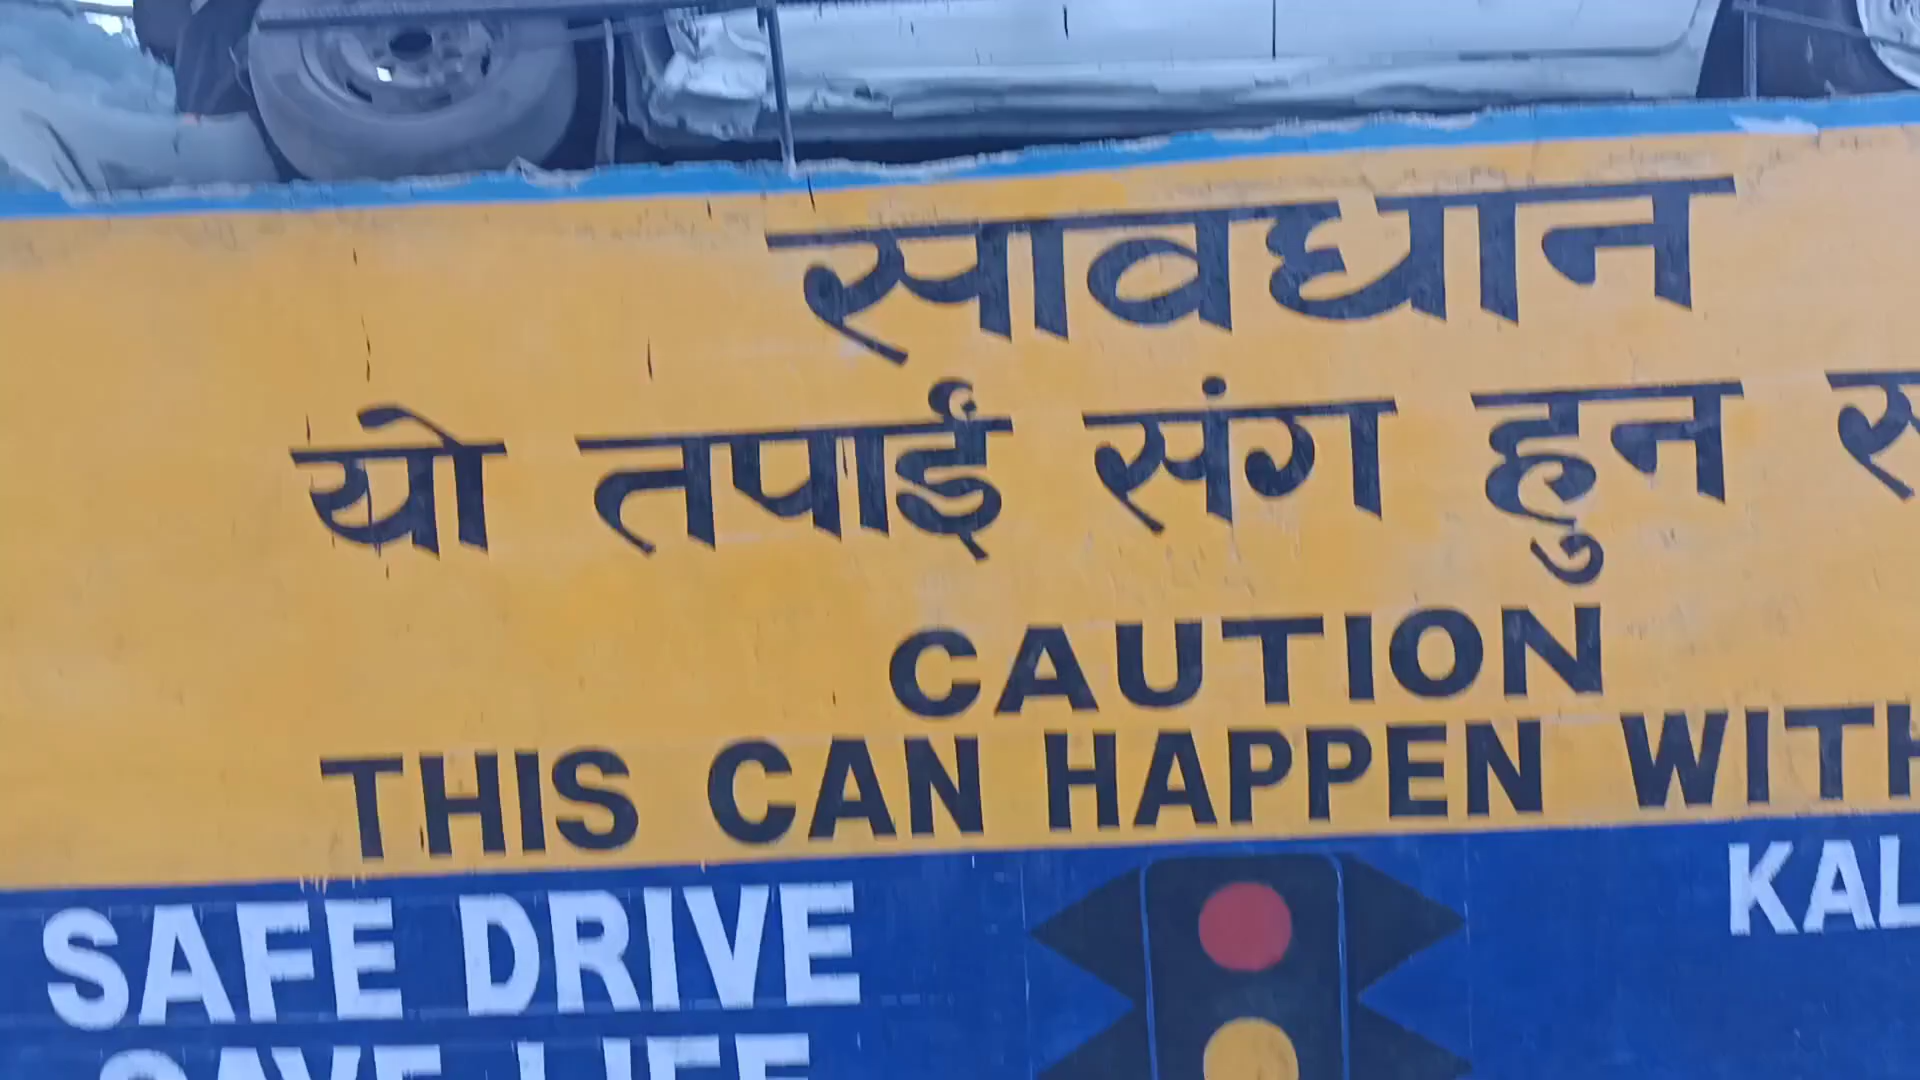 सावधान
यो तपाईं संग हुन स
CAUTION
THIS CAN HAPPEN WITH
SAFE DRIVE
KAL
SAVE LIFE